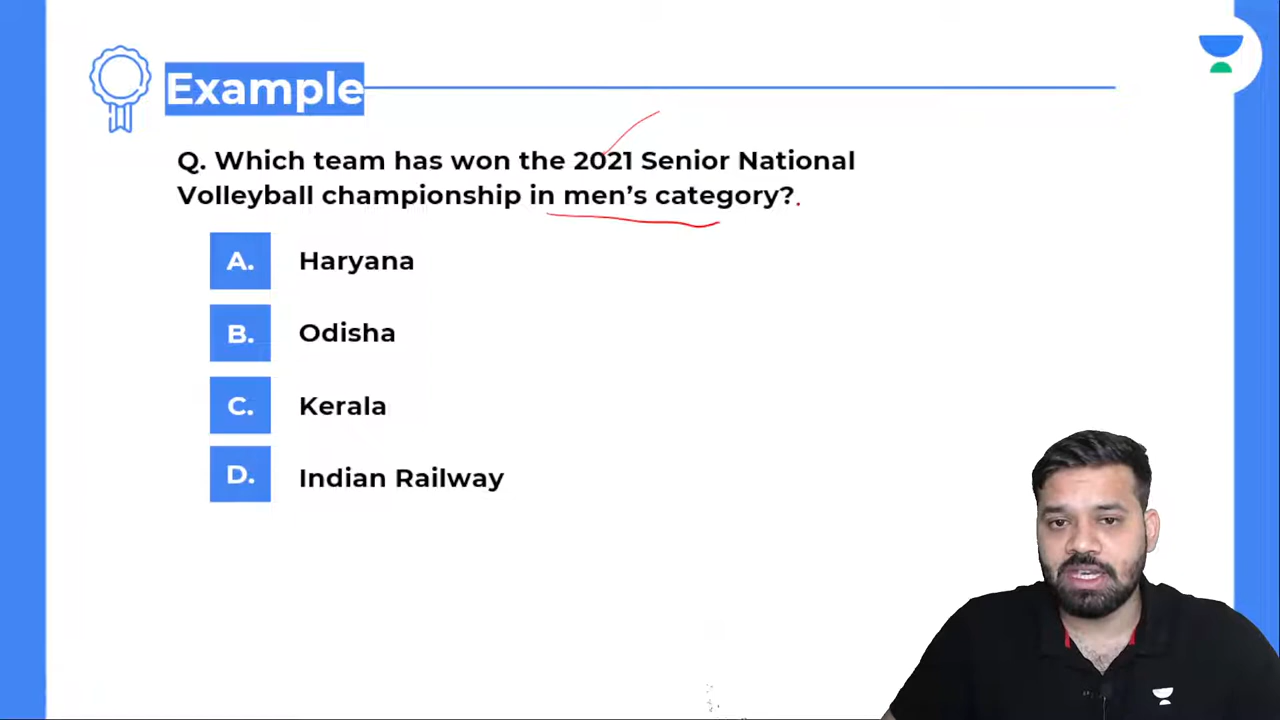 Example
Q. Which team has won the 2021 Senior National
Volleyball championship in men’s category?.
A. Haryana
B. Odisha
C. Kerala
D. Indian Railway